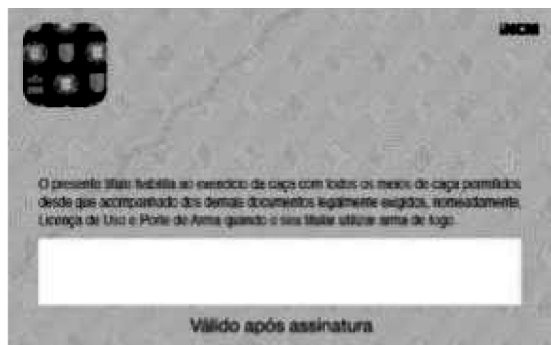 INCM
O presente título habilita ao exercício da caça com todos os meios de caça permitidos
desde que acompanhado dos demais documentos legalmente exigidos, nomeadamente,
Licença de Uso e Porte de Arma quando o seu titular utilizar arma de fogo.
Válido após assinatura